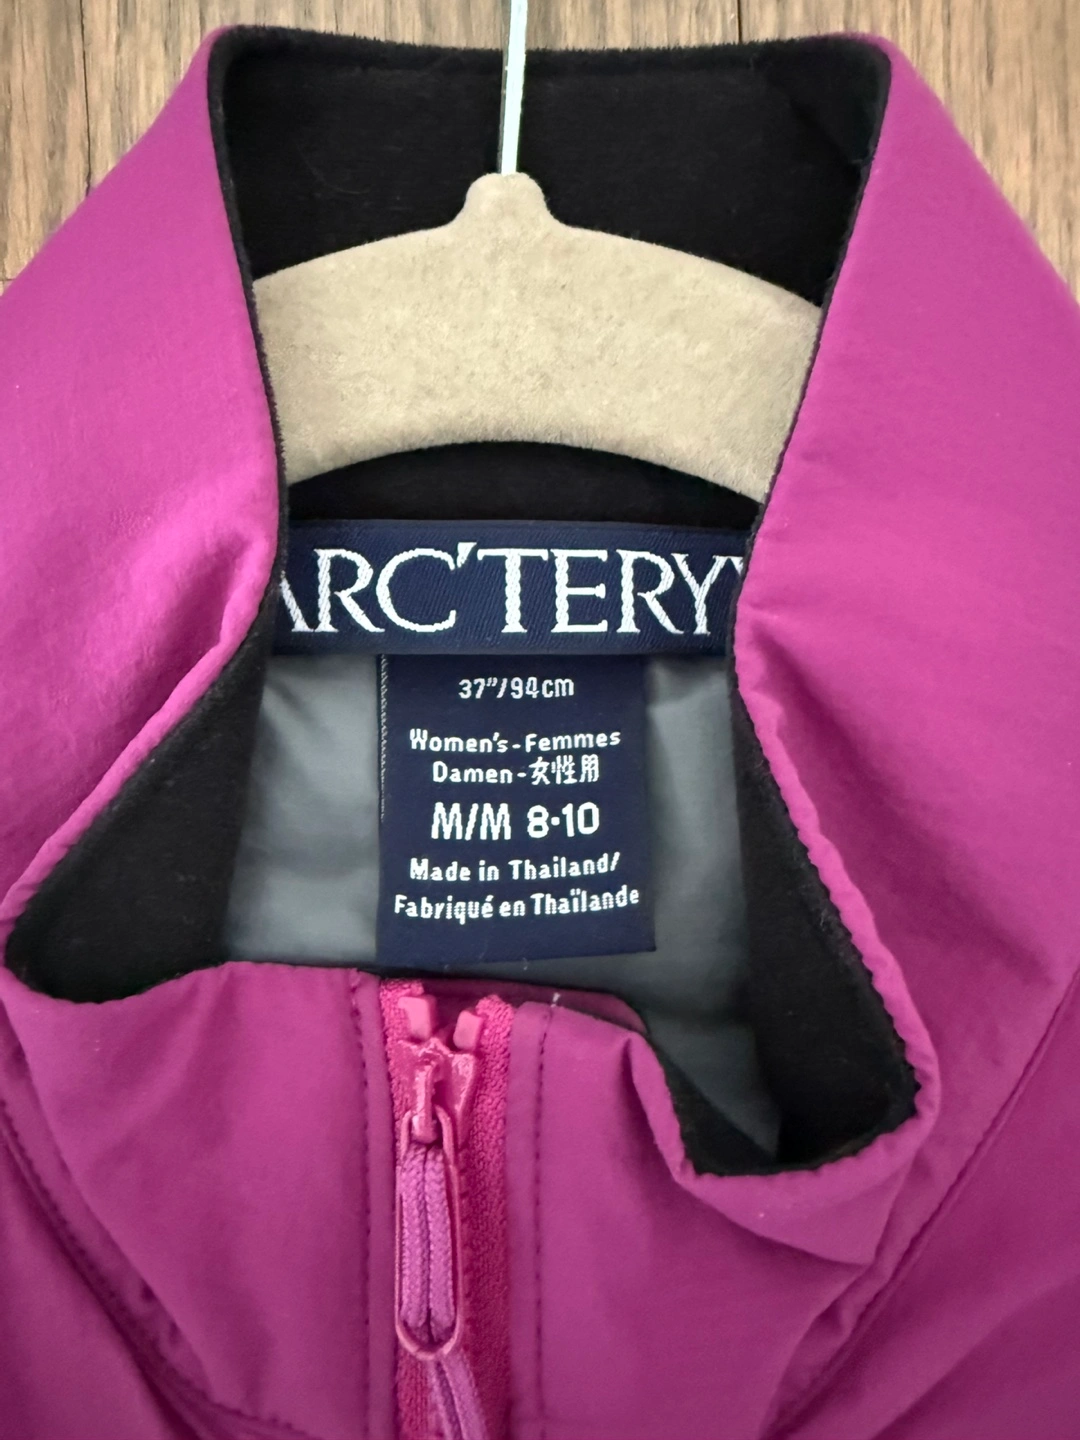 ARC'TERY
37"/94cm
Women's-Femmes
Damen-女性用
M/M 8·10
Made in Thailand/
Fabriqué en Thaïlande